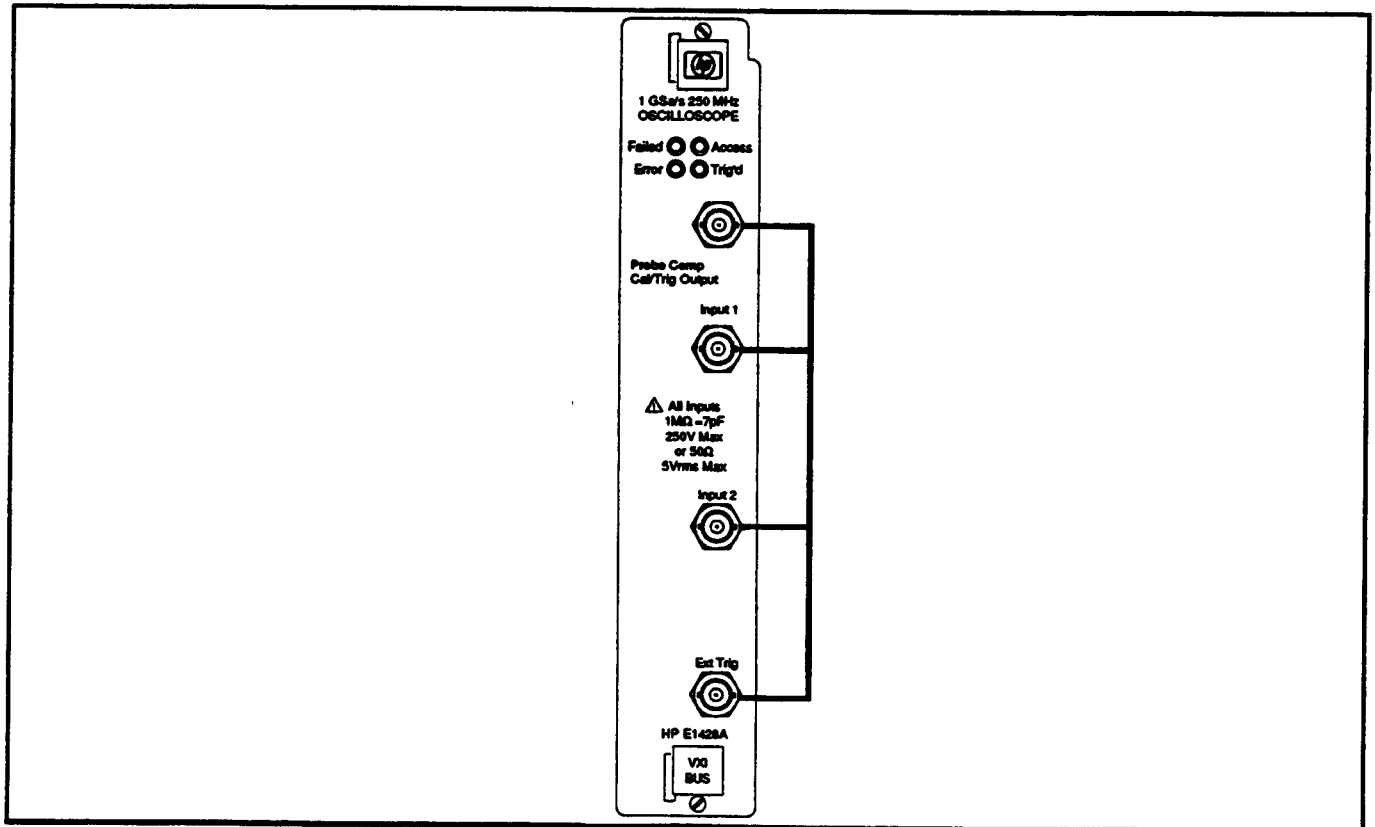 hp
1 GSa/s 250 MHz
OSCILLOSCOPE
Failed Access
Error Trig'd
Probe Comp
Cal/Trig Output
Input 1
⚠ All Inputs
1MΩ =7pF
250V Max
or 50Ω
5Vrms Max
Input 2
Ext Trig
HP E1428A
VXI
BUS